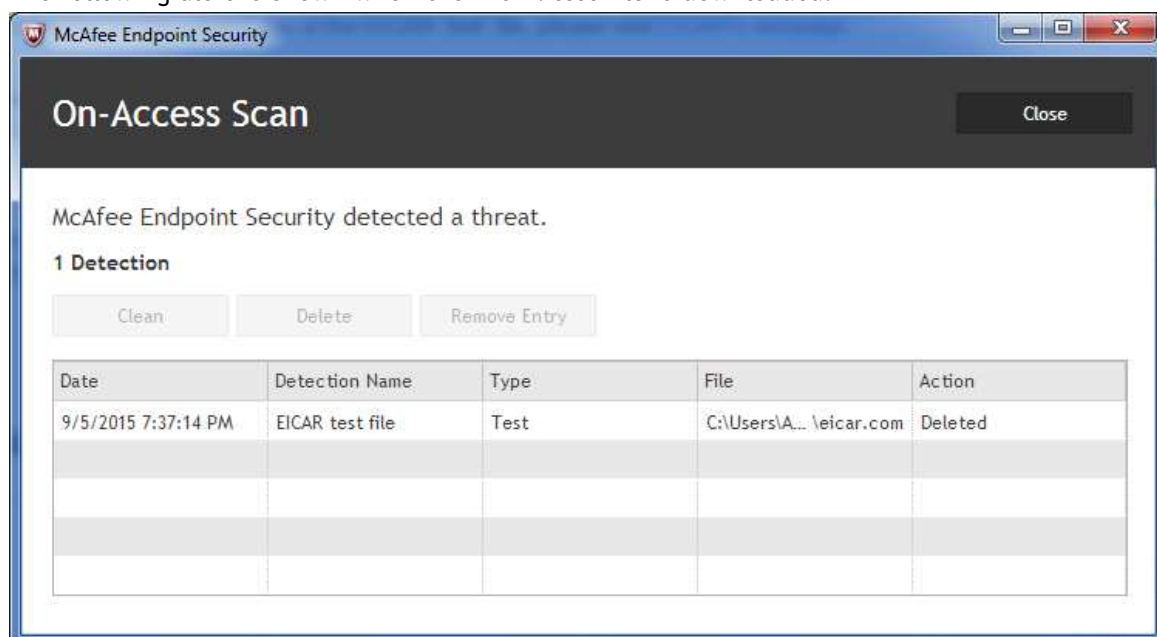 McAfee Endpoint Security
On-Access Scan
Close
McAfee Endpoint Security detected a threat.
1 Detection
Clean Delete Remove Entry
Date Detection Name Type File Action
9/5/2015 7:37:14 PM EICAR test file Test C:\Users\A... \eicar.com Deleted